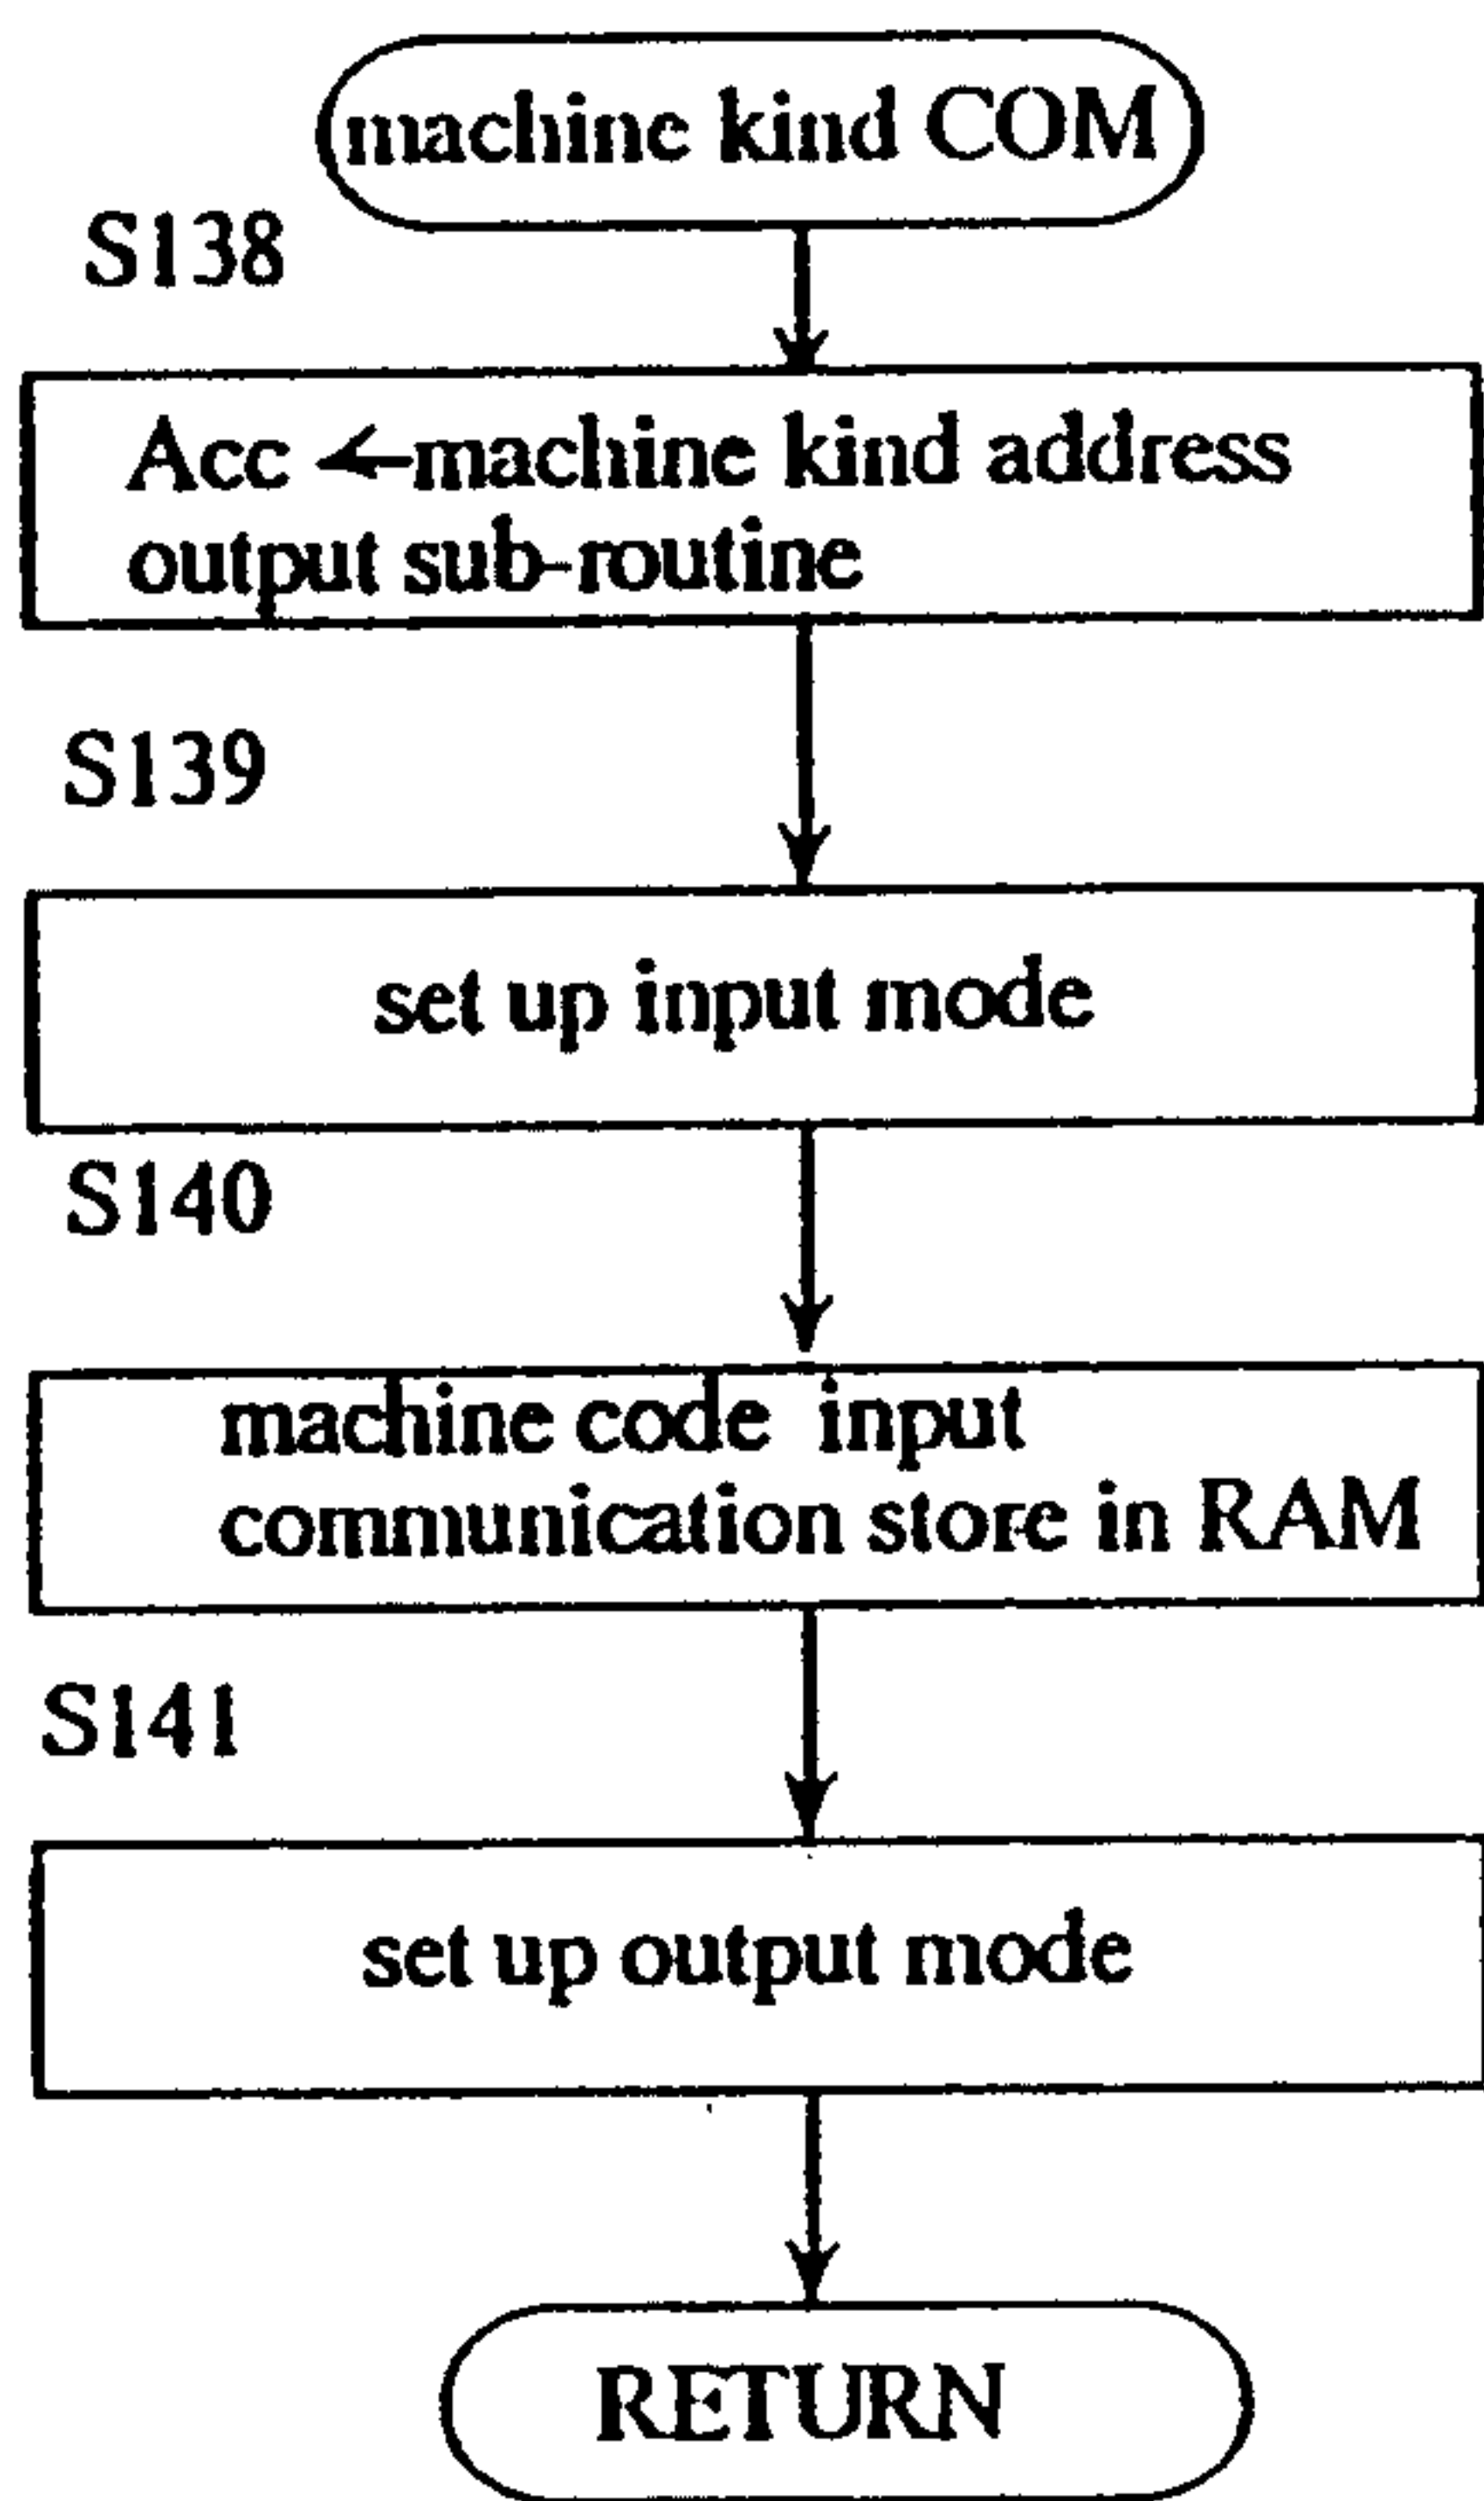 machine kind COM
S138
Acc ←machine kind address
output sub-routine
S139
set up input mode
S140
machine code input
communication store in RAM
S141
set up output mode
RETURN